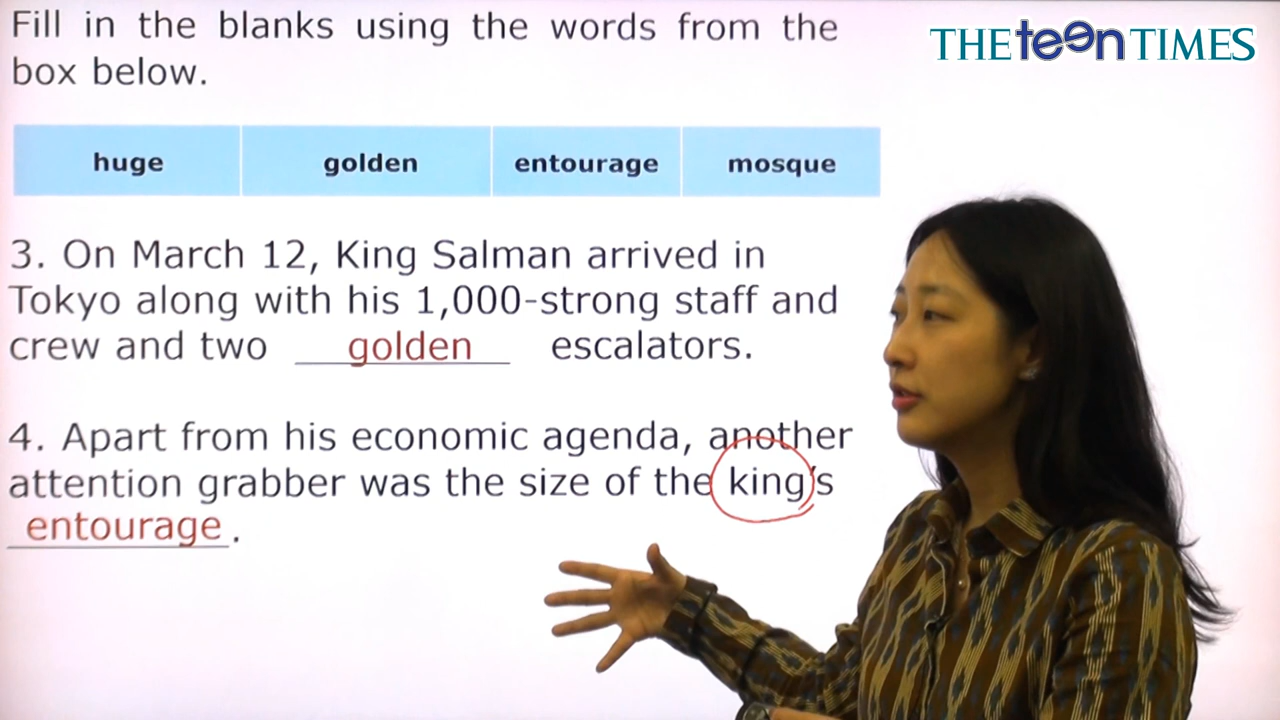 Fill in the blanks using the words from the
THE teen TIMES
box below.
huge golden entourage mosque
3. On March 12, King Salman arrived in
Tokyo along with his 1,000-strong staff and
crew and two golden escalators.
4. Apart from his economic agenda, another
attention grabber was the size of the king's
entourage.